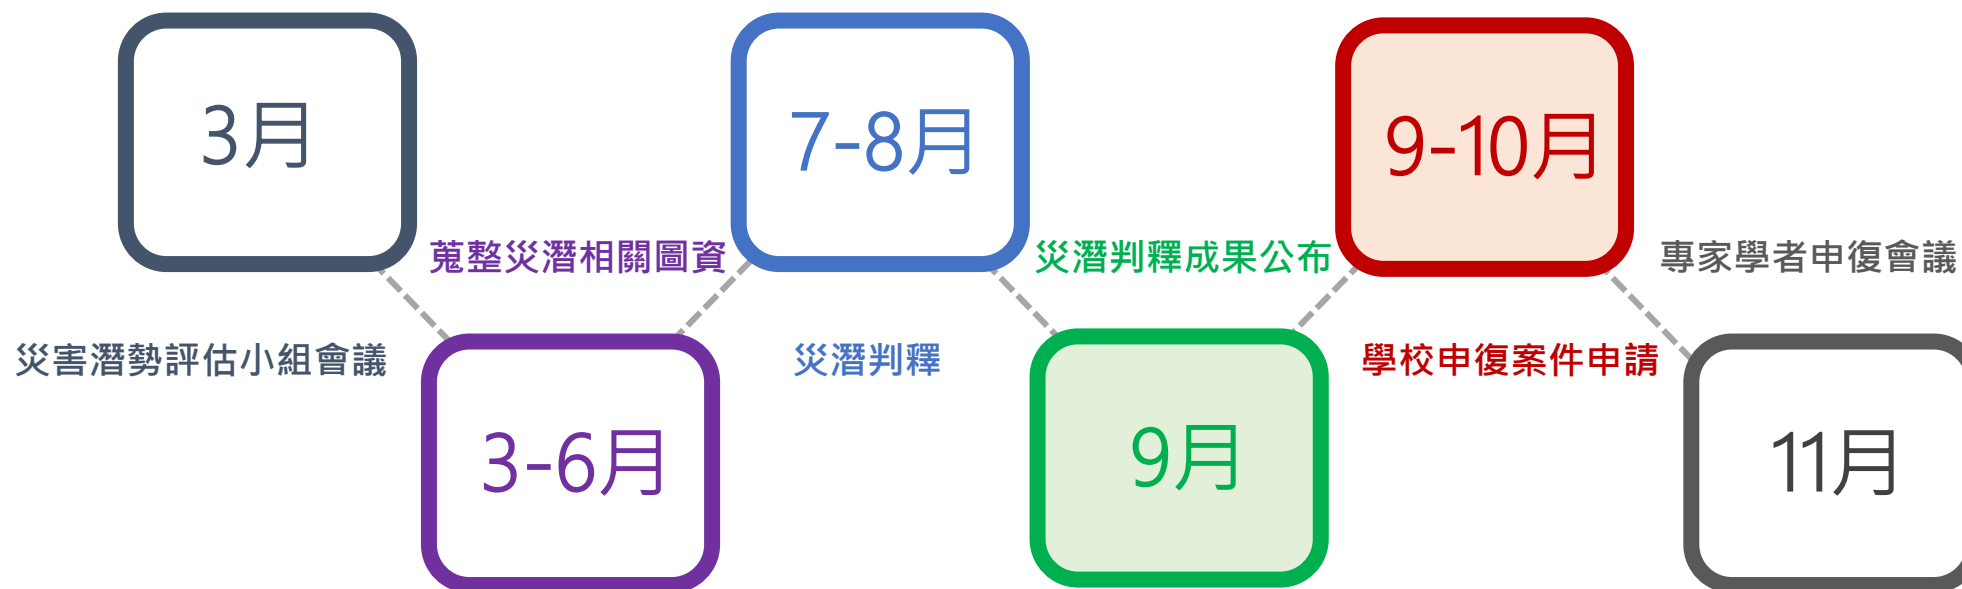 3月
災害潛勢評估小組會議
蒐整災潛相關圖資
3-6月
7-8月
災潛判釋
災潛判釋成果公布
9月
9-10月
學校申復案件申請
專家學者申復會議
11月